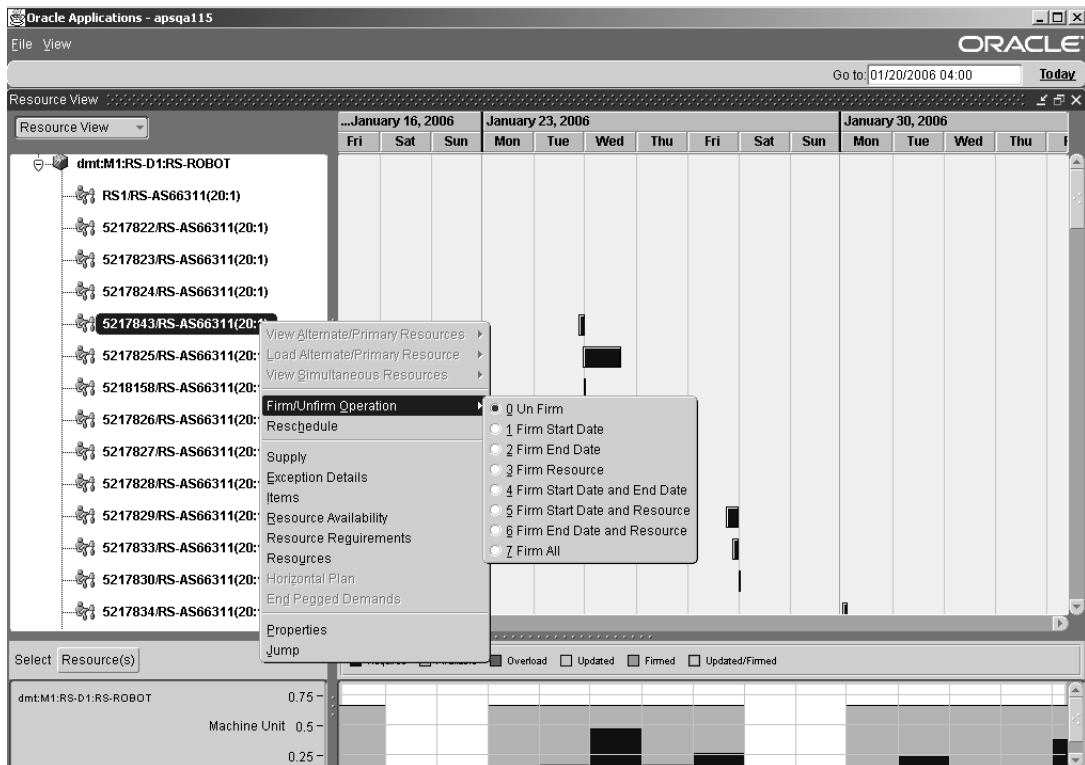 Oracle Applications - apsqa115
File View
ORACLE
Go to: 01/20/2006 04:00 Today
Resource View
Resource View
...January 16, 2006 January 23, 2006 January 30, 2006
Fri Sat Sun Mon Tue Wed Thu Fri Sat Sun Mon Tue Wed Thu
dmt:M1:RS-D1:RS-ROBOT
RS1/RS-AS66311(20:1)
5217822/RS-AS66311(20:1)
5217823/RS-AS66311(20:1)
5217824/RS-AS66311(20:1)
5217843/RS-AS66311(20:1)
5217825/RS-AS66311(20:
5218158/RS-AS66311(20:
5217826/RS-AS66311(20:
5217827/RS-AS66311(20:
5217828/RS-AS66311(20:
5217829/RS-AS66311(20:
5217833/RS-AS66311(20:
5217830/RS-AS66311(20:
5217834/RS-AS66311(20:
View Alternate/Primary Resources
Load Alternate/Primary Resource
View Simultaneous Resources
Firm/Unfirm Operation
Reschedule
Supply
Exception Details
Items
Resource Availability
Resource Requirements
Resources
Horizontal Plan
End Pegged Demands
Properties
Jump
0 Un Firm
1 Firm Start Date
2 Firm End Date
3 Firm Resource
4 Firm Start Date and End Date
5 Firm Start Date and Resource
6 Firm End Date and Resource
7 Firm All
Select Resource(s)
Overload Updated Firmed Updated/Firmed
dmt:M1:RS-D1:RS-ROBOT 0.75
Machine Unit 0.5
0.25